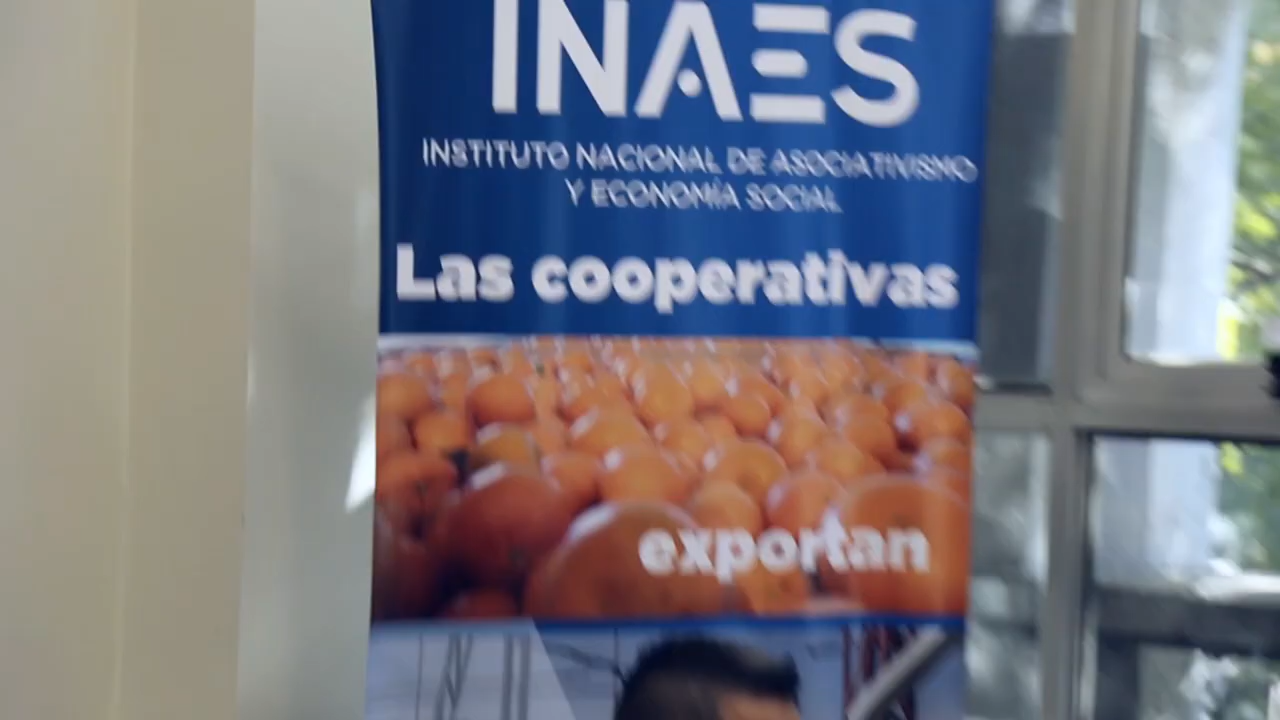 INAES
INSTITUTO NACIONAL DE ASOCIATIVISMO
Y ECONOMÍA SOCIAL
Las cooperativas
exportan